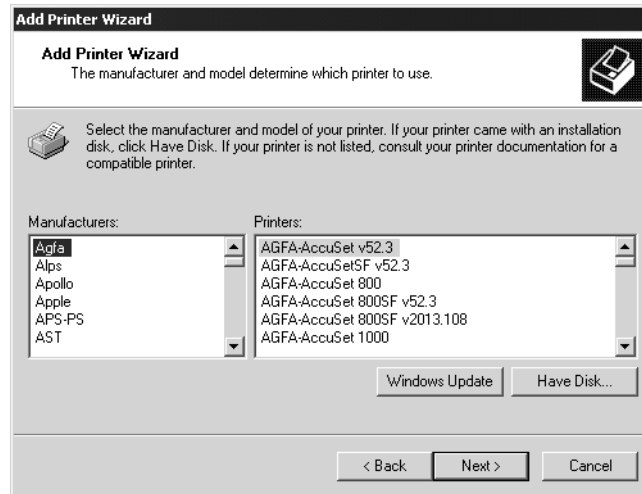 Add Printer Wizard
Add Printer Wizard
The manufacturer and model determine which printer to use.
Select the manufacturer and model of your printer. If your printer came with an installation
disk, click Have Disk. If your printer is not listed, consult your printer documentation for a
compatible printer.
Manufacturers:
Agfa
Alps
Apollo
Apple
APS-PS
AST
Printers:
AGFA-AccuSet v52.3
AGFA-AccuSetSF v52.3
AGFA-AccuSet 800
AGFA-AccuSet 800SF v52.3
AGFA-AccuSet 800SF v2013.108
AGFA-AccuSet 1000
Windows Update
Have Disk...
< Back
Next >
Cancel